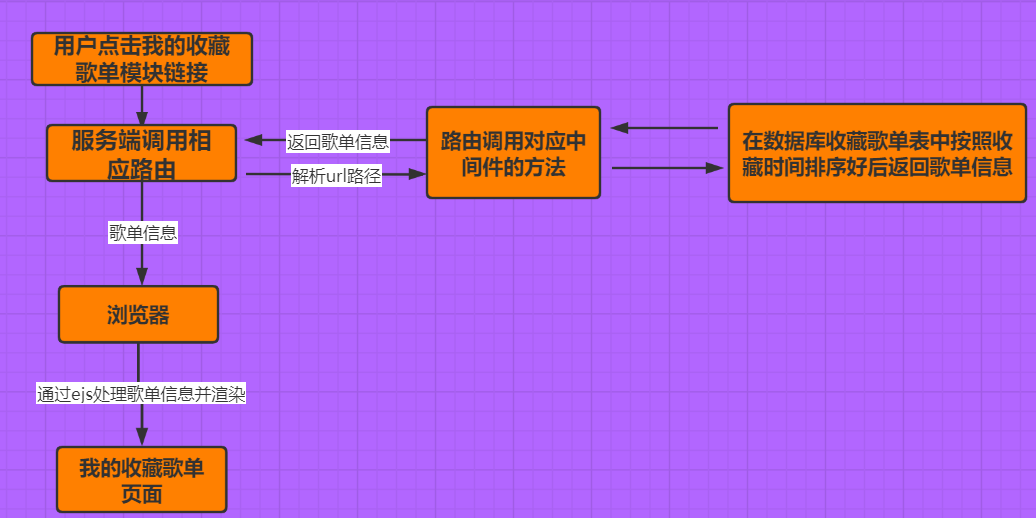 用户点击我的收藏
歌单模块链接
服务端调用相
应路由
返回歌单信息
解析url路径
路由调用对应中
间件的方法
在数据库收藏歌单表中按照收
藏时间排序好后返回歌单信息
歌单信息
浏览器
通过ejs处理歌单信息并渲染
我的收藏歌单
页面